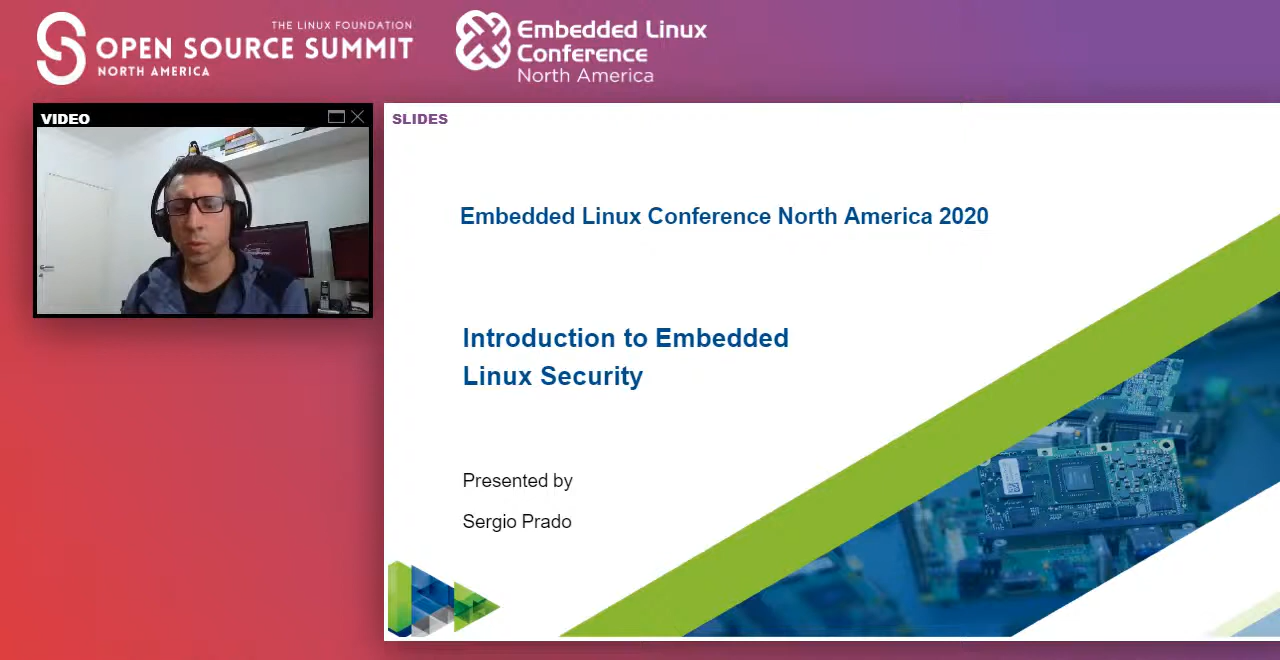 THE LINUX FOUNDATION
OPEN SOURCE SUMMIT
NORTH AMERICA
Embedded Linux
Conference
North America
VIDEO
SLIDES
Embedded Linux Conference North America 2020
Introduction to Embedded
Linux Security
Presented by
Sergio Prado